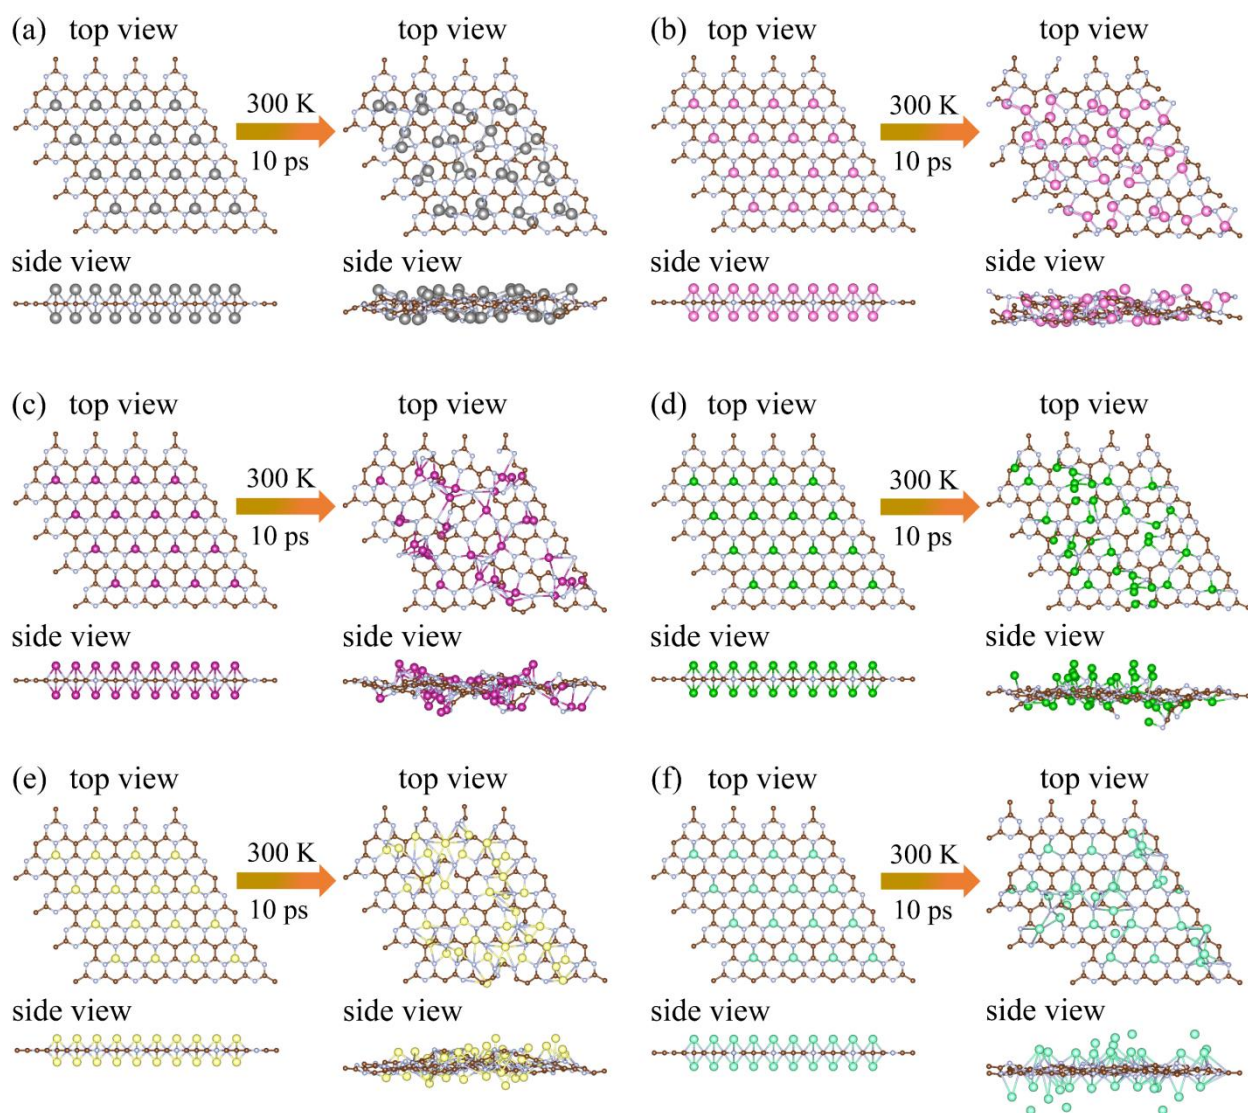 (a) top view top view
300 K
10 ps
side view side view
(b) top view top view
300 K
10 ps
side view side view
(c) top view top view
300 K
10 ps
side view side view
(d) top view top view
300 K
10 ps
side view side view
(e) top view top view
300 K
10 ps
side view side view
(f) top view top view
300 K
10 ps
side view side view